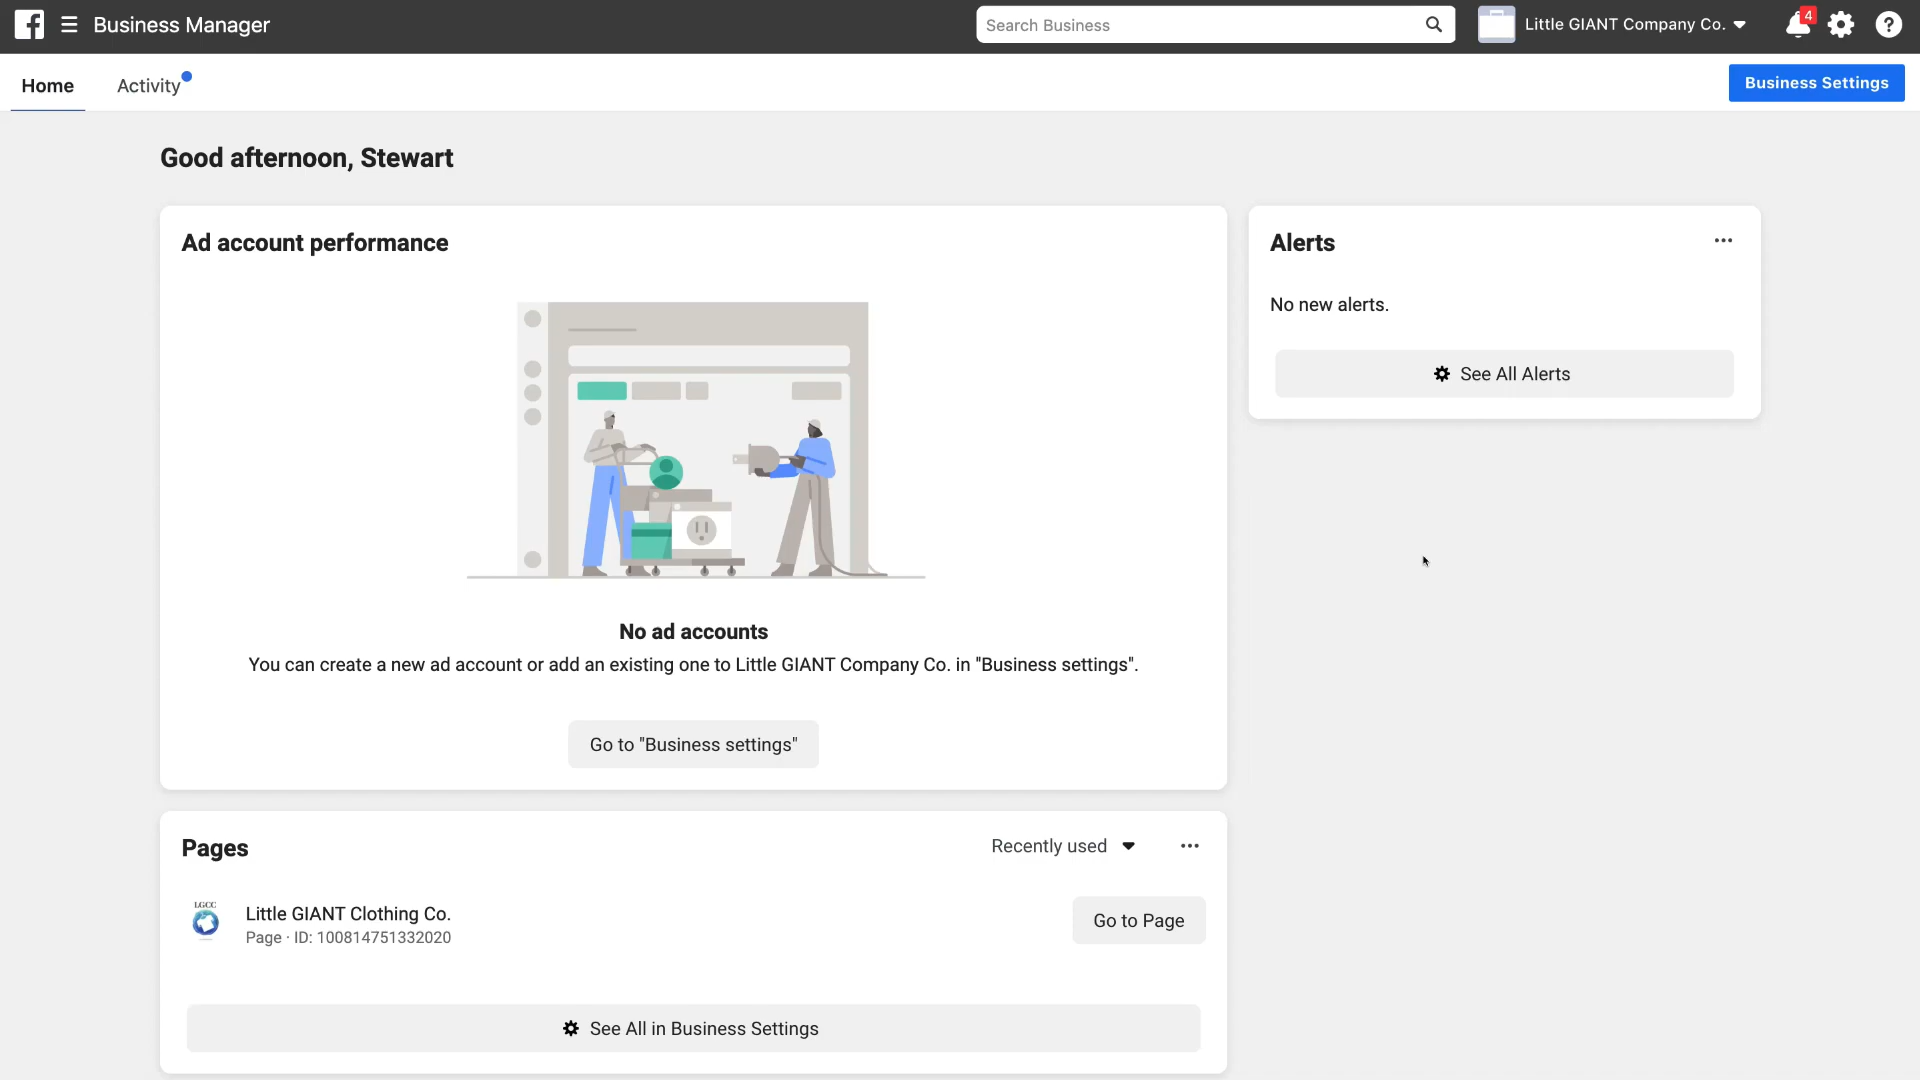 Business Manager
Search Business
Little GIANT Company Co.
4
Home
Activity
Business Settings
Good afternoon, Stewart
Ad account performance
No ad accounts
You can create a new ad account or add an existing one to Little GIANT Company Co. in "Business settings".
Go to "Business settings"
Alerts
No new alerts.
See All Alerts
Pages
Recently used
LGCC
Little GIANT Clothing Co.
Page · ID: 100814751332020
Go to Page
See All in Business Settings